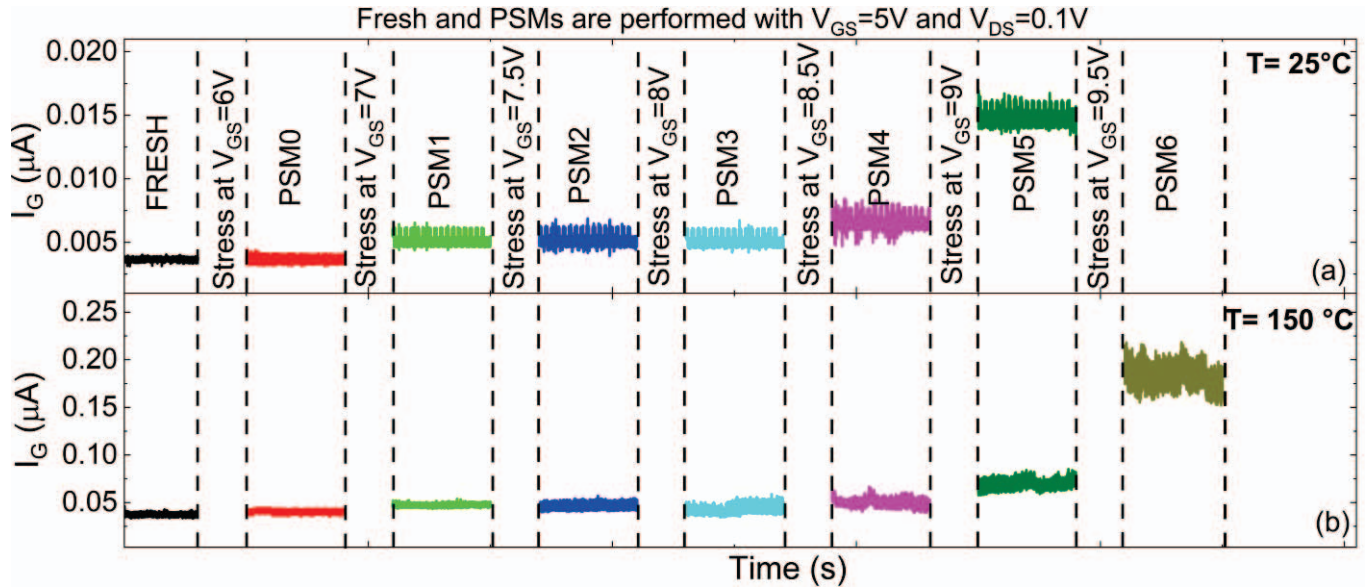 Fresh and PSMs are performed with V_GS=5V and V_DS=0.1V
I_G (µA)
0.020
0.015
0.010
0.005
FRESH
Stress at V_GS=6V
PSM0
Stress at V_GS=7V
PSM1
Stress at V_GS=7.5V
PSM2
Stress at V_GS=8V
PSM3
Stress at V_GS=8.5V
PSM4
Stress at V_GS=9V
PSM5
Stress at V_GS=9.5V
PSM6
T= 25°C
(a)
I_G (µA)
0.25
0.20
0.15
0.10
0.05
T= 150 °C
(b)
Time (s)